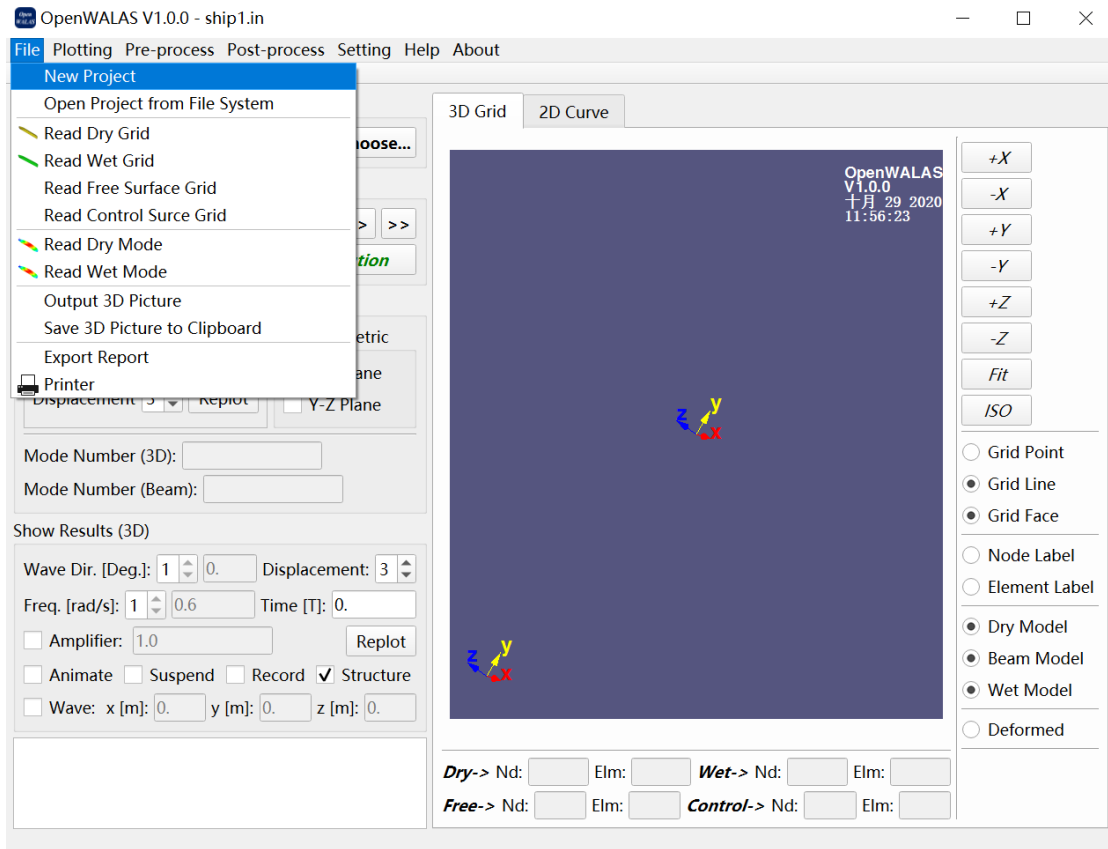 OpenWALAS V1.0.0 - ship1.in
File Plotting Pre-process Post-process Setting Help About
New Project
Open Project from File System
Read Dry Grid
Read Wet Grid
Read Free Surface Grid
Read Control Surce Grid
Read Dry Mode
Read Wet Mode
Output 3D Picture
Save 3D Picture to Clipboard
Export Report
Printer
> >>
Displacement Replot Y-Z Plane
Mode Number (3D):
Mode Number (Beam):
Show Results (3D)
Wave Dir. [Deg.]: 1 0. Displacement: 3
Freq. [rad/s]: 1 0.6 Time [T]: 0.
Amplifier: 1.0 Replot
Animate Suspend Record Structure
Wave: x [m]: 0. y [m]: 0. z [m]: 0.
3D Grid 2D Curve
OpenWALAS
V1.0.0
十月 29 2020
11:56:23
z y x
z y x
Dry-> Nd: Elm: Wet-> Nd: Elm:
Free-> Nd: Elm: Control-> Nd: Elm:
+X
-X
+Y
-Y
+Z
-Z
Fit
ISO
Grid Point
Grid Line
Grid Face
Node Label
Element Label
Dry Model
Beam Model
Wet Model
Deformed